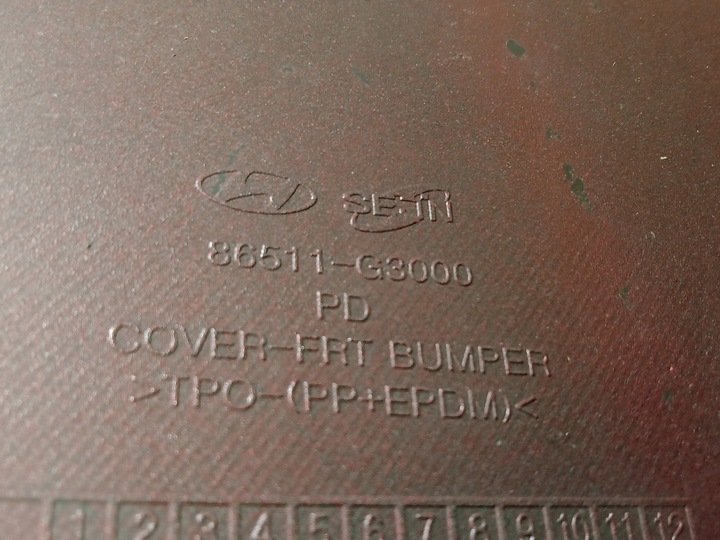 SEJIN
86511-G3000
PD
COVER-FRT BUMPER
>TPO-(PP+EPDM)<
1 2 3 4 5 6 7 8 9 10 11 12